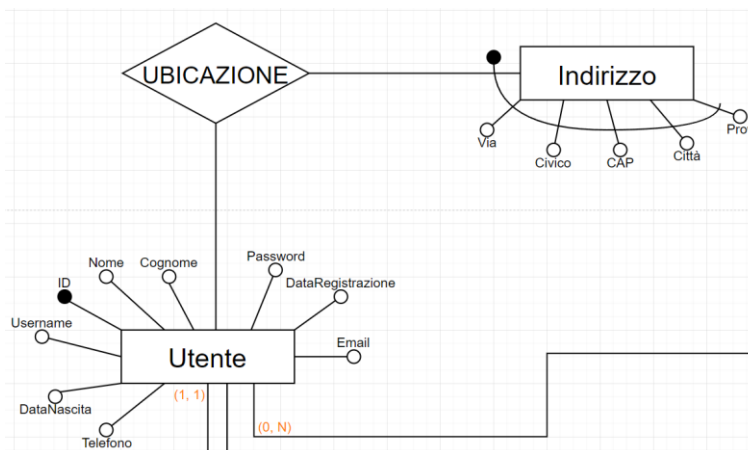 UBICAZIONE
Indirizzo
Via
Civico
CAP
Città
Pro
Nome
Cognome
Password
ID
DataRegistrazione
Username
Email
Utente
DataNascita
Telefono
(1, 1)
(0, N)